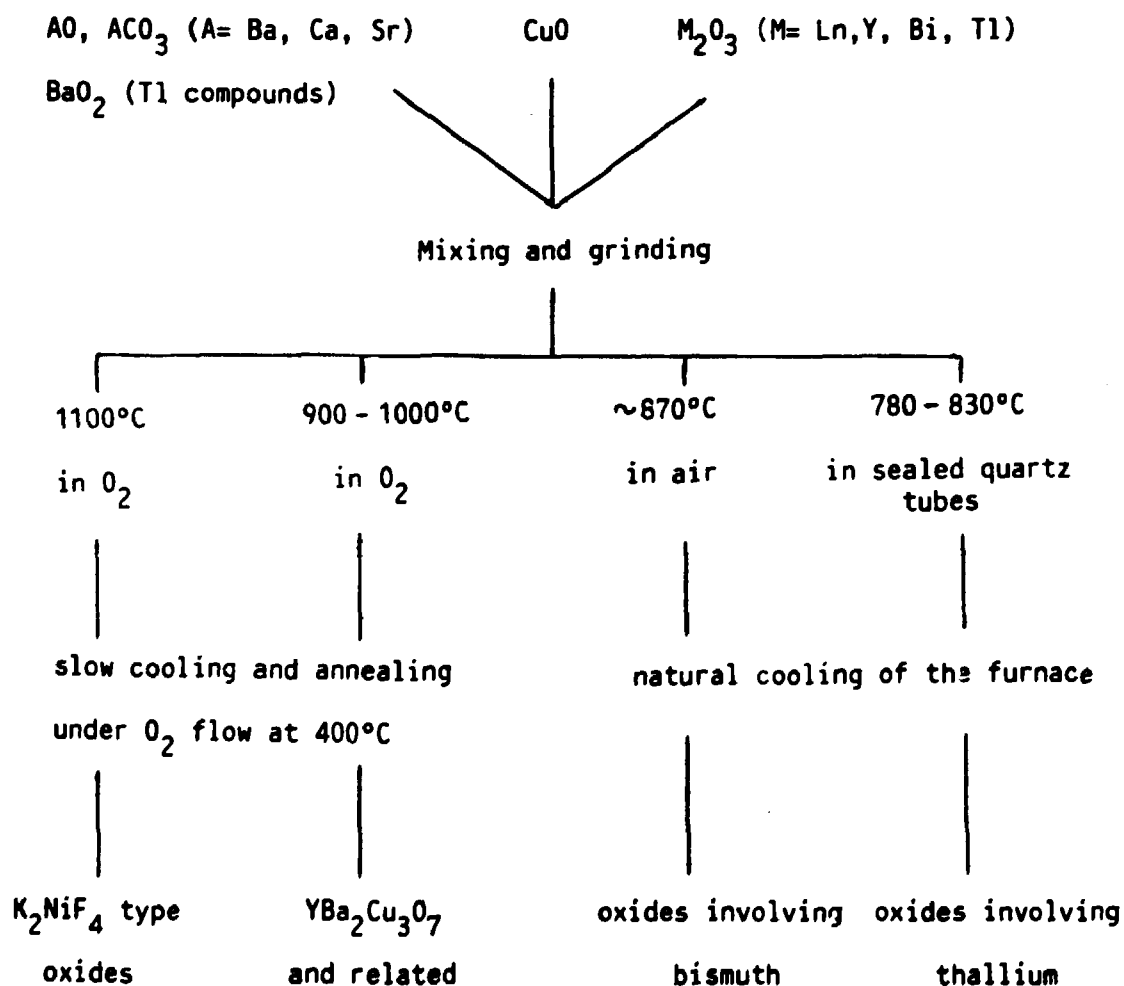 AO, ACO3 (A= Ba, Ca, Sr) CuO M2O3 (M= Ln,Y, Bi, Tl)
BaO2 (Tl compounds)
Mixing and grinding
1100°C 900 - 1000°C ~870°C 780 - 830°C
in O2 in O2 in air in sealed quartz
tubes
slow cooling and annealing natural cooling of the furnace
under O2 flow at 400°C
K2NiF4 type YBa2Cu3O7 oxides involving oxides involving
oxides and related bismuth thallium